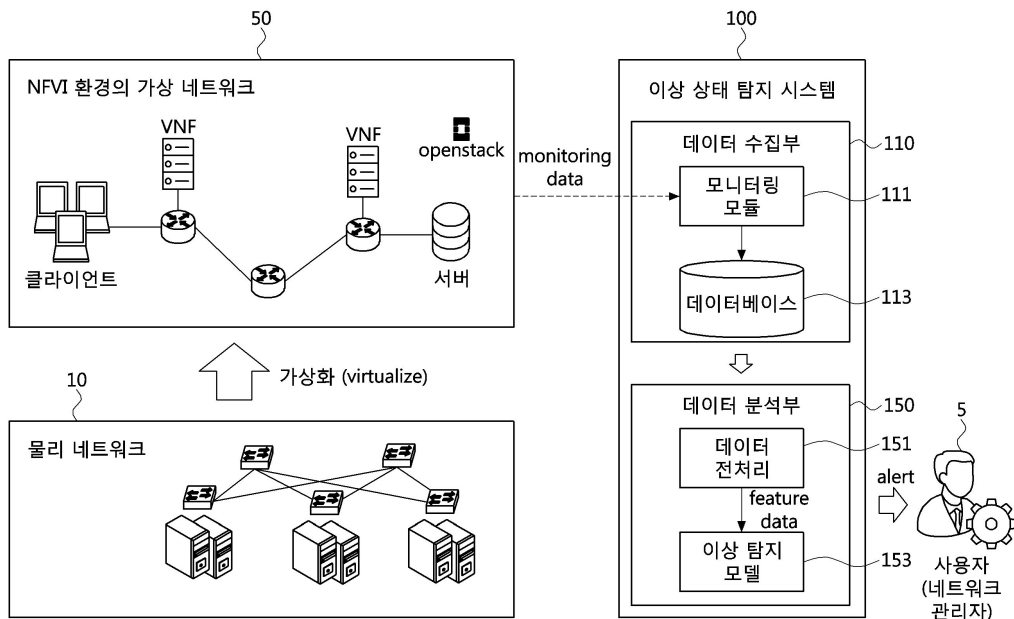 50
NFVI 환경의 가상 네트워크
VNF
VNF
openstack
클라이언트
서버
monitoring
data
가상화 (virtualize)
10
물리 네트워크
100
이상 상태 탐지 시스템
데이터 수집부
110
모니터링
모듈
111
데이터베이스
113
데이터 분석부
150
데이터
전처리
151
feature
data
이상 탐지
모델
153
alert
5
사용자
(네트워크
관리자)